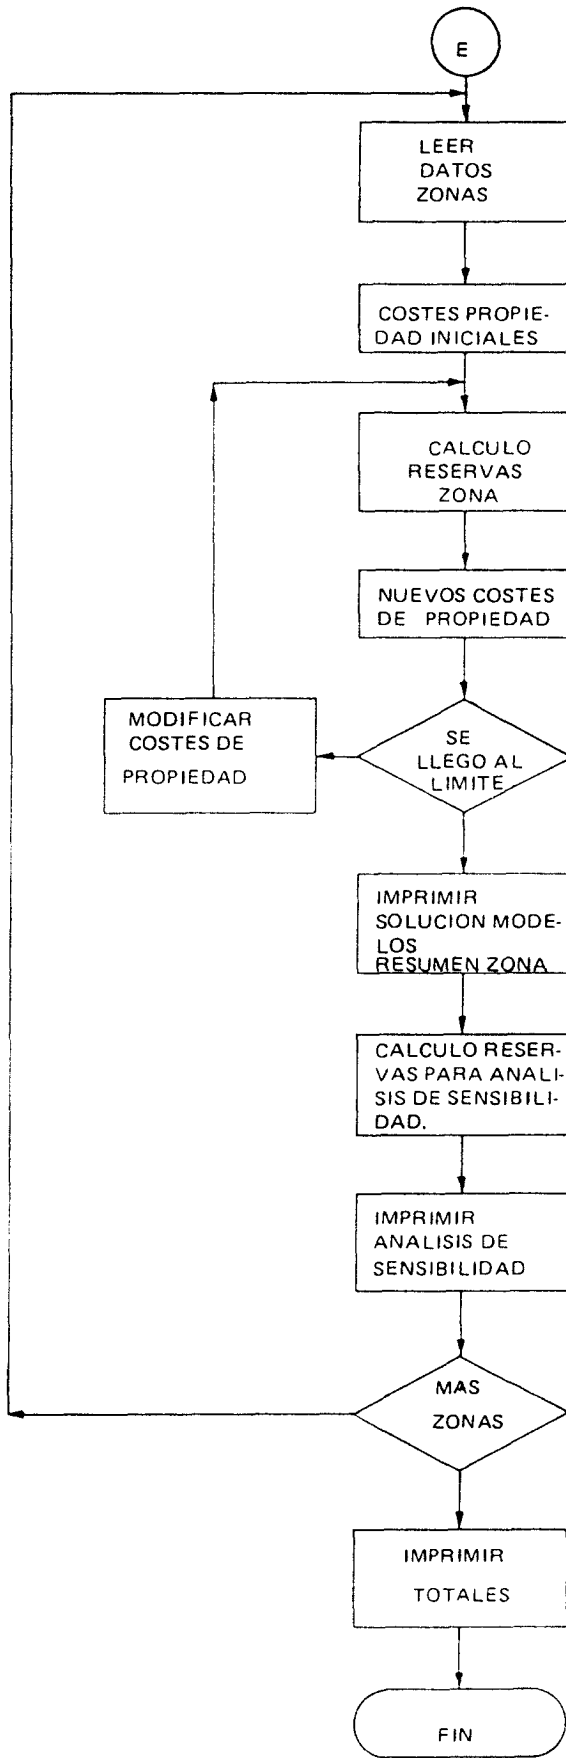 E
LEER
DATOS
ZONAS
COSTES PROPIE-
DAD INICIALES
CALCULO
RESERVAS
ZONA
NUEVOS COSTES
DE PROPIEDAD
MODIFICAR
COSTES DE
PROPIEDAD
SE
LLEGO AL
LIMITE
IMPRIMIR
SOLUCION MODE-
LOS
RESUMEN ZONA
CALCULO RESER-
VAS PARA ANALI-
SIS DE SENSIBILI-
DAD.
IMPRIMIR
ANALISIS DE
SENSIBILIDAD
MAS
ZONAS
IMPRIMIR
TOTALES
FIN